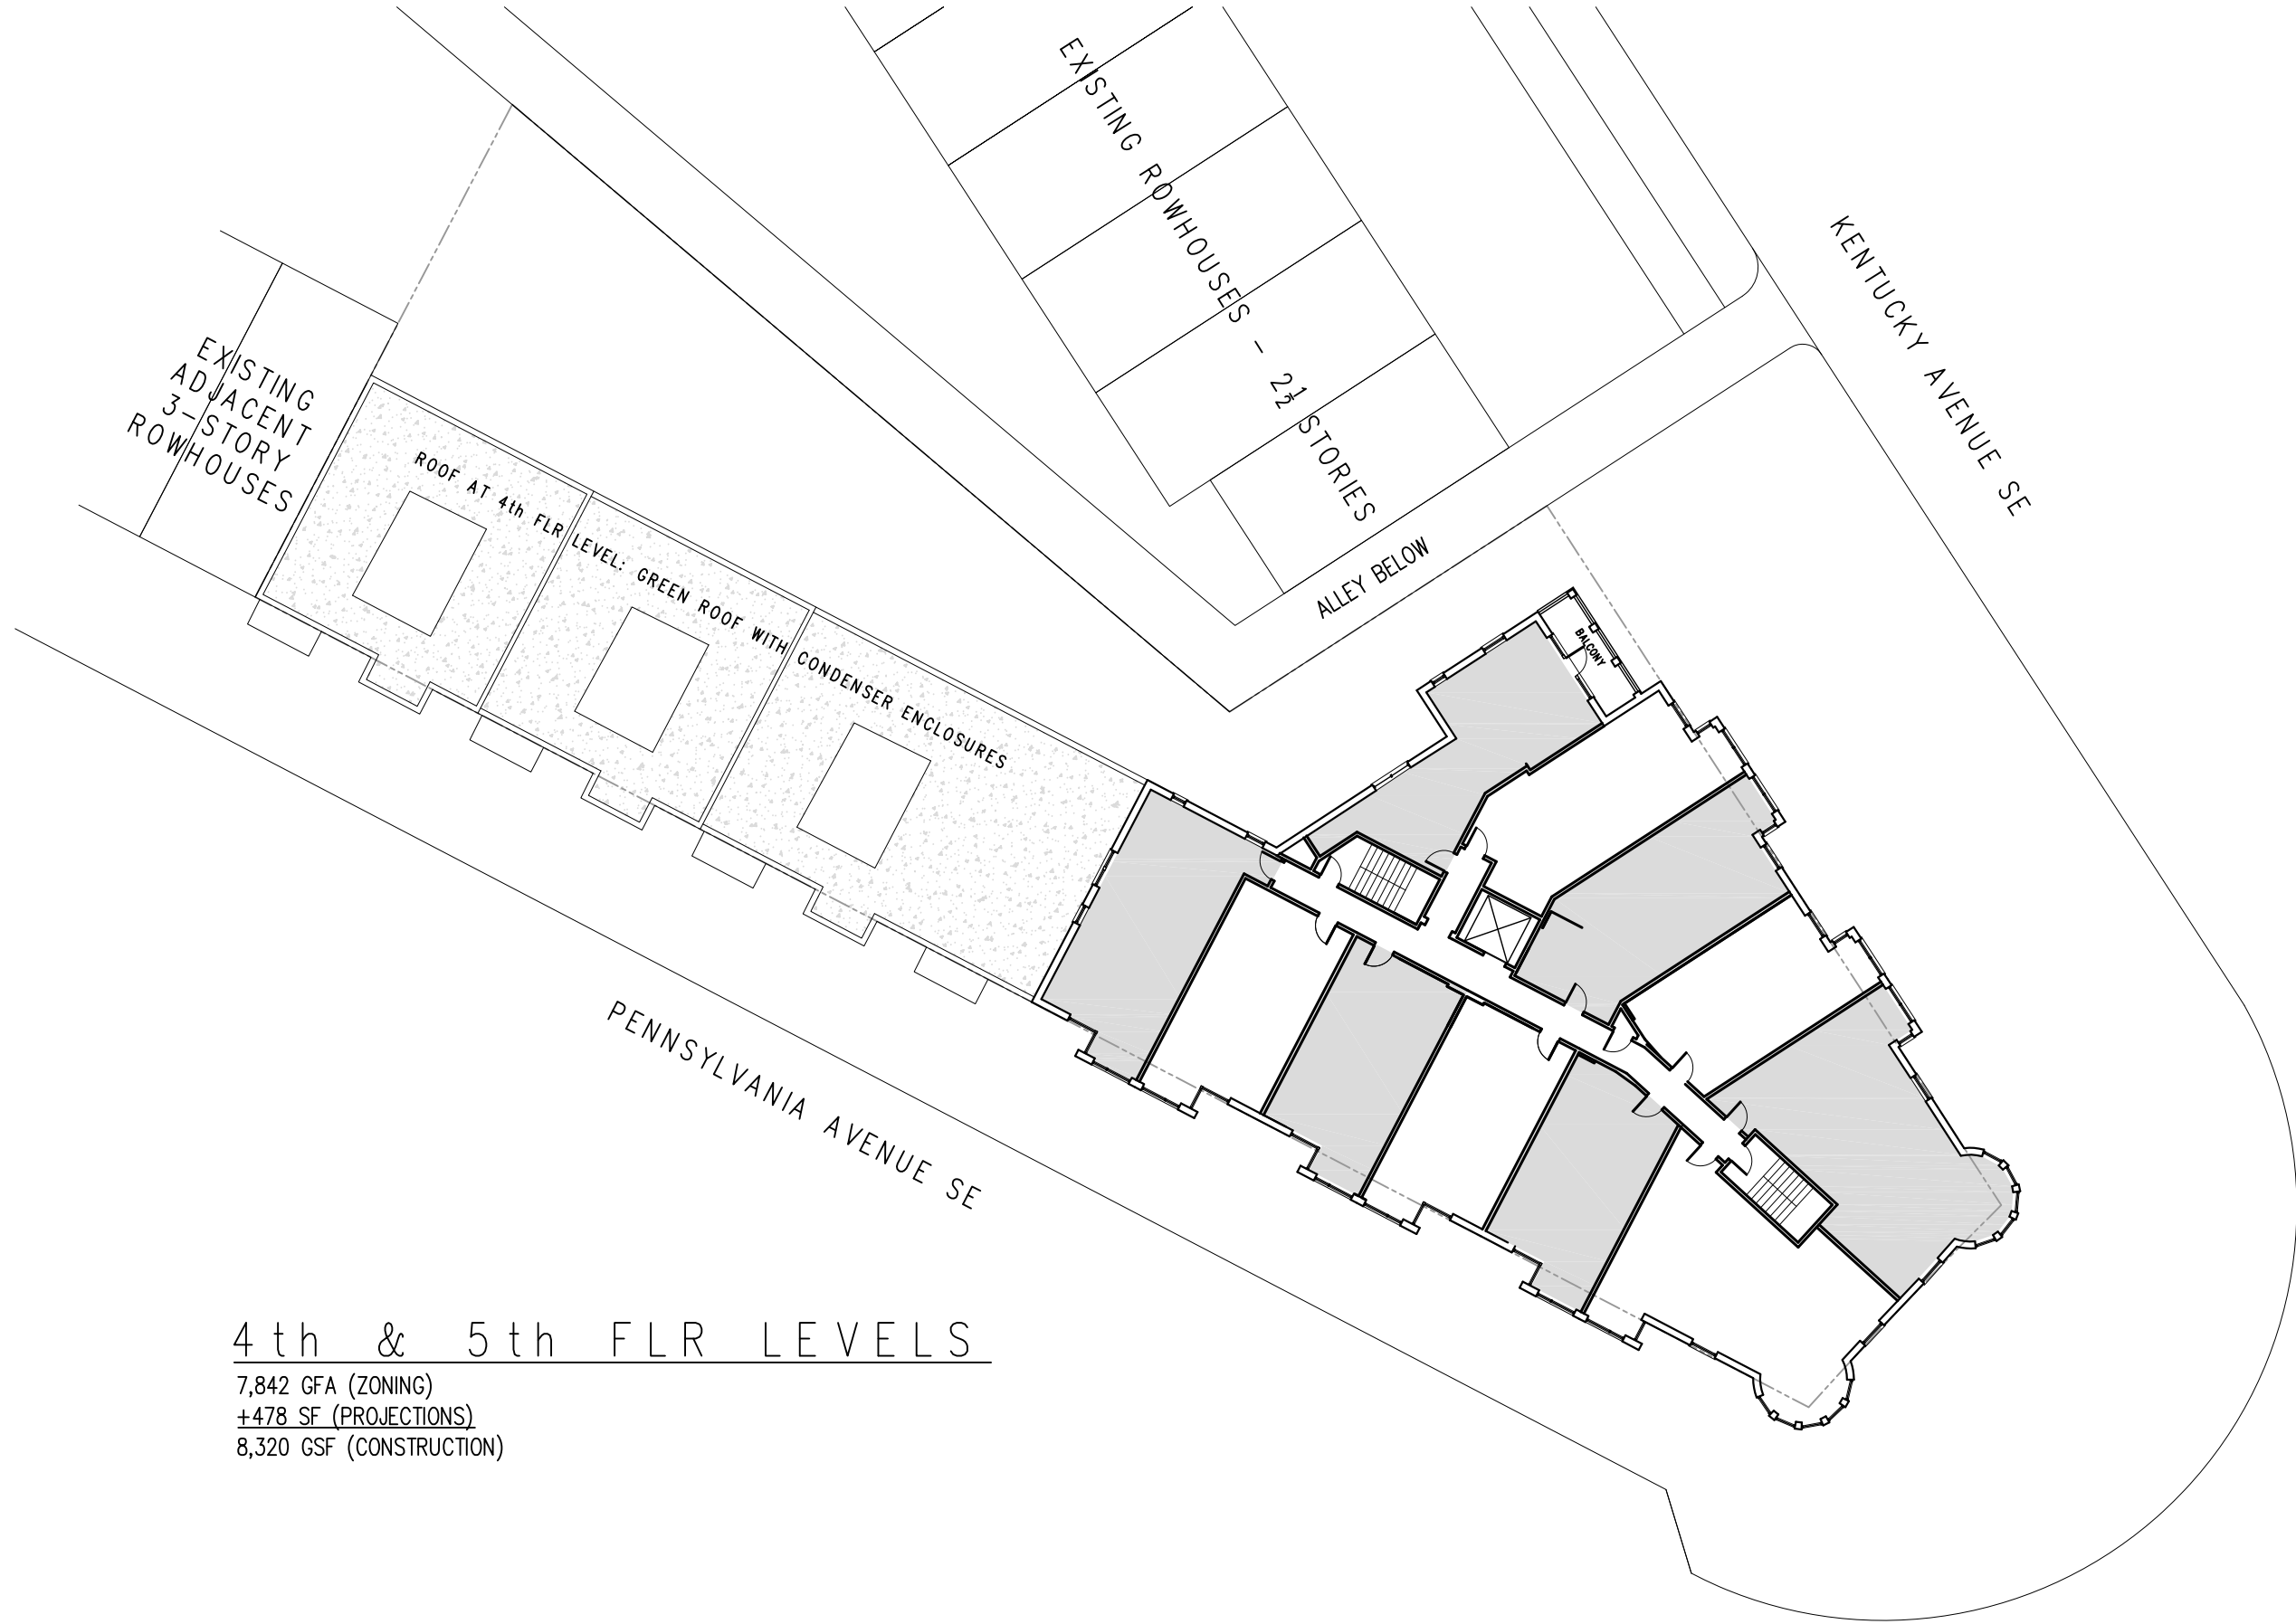 EXISTING ROWHOUSES - 2 1/2 STORIES
KENTUCKY AVENUE SE
EXISTING
ADJACENT
3-STORY
ROWHOUSES
ROOF AT 4th FLR LEVEL: GREEN ROOF WITH CONDENSER ENCLOSURES
ALLEY BELOW
BALCONY
PENNSYLVANIA AVENUE SE
4th & 5th FLR LEVELS
7,842 GFA (ZONING)
+478 SF (PROJECTIONS)
8,320 GSF (CONSTRUCTION)